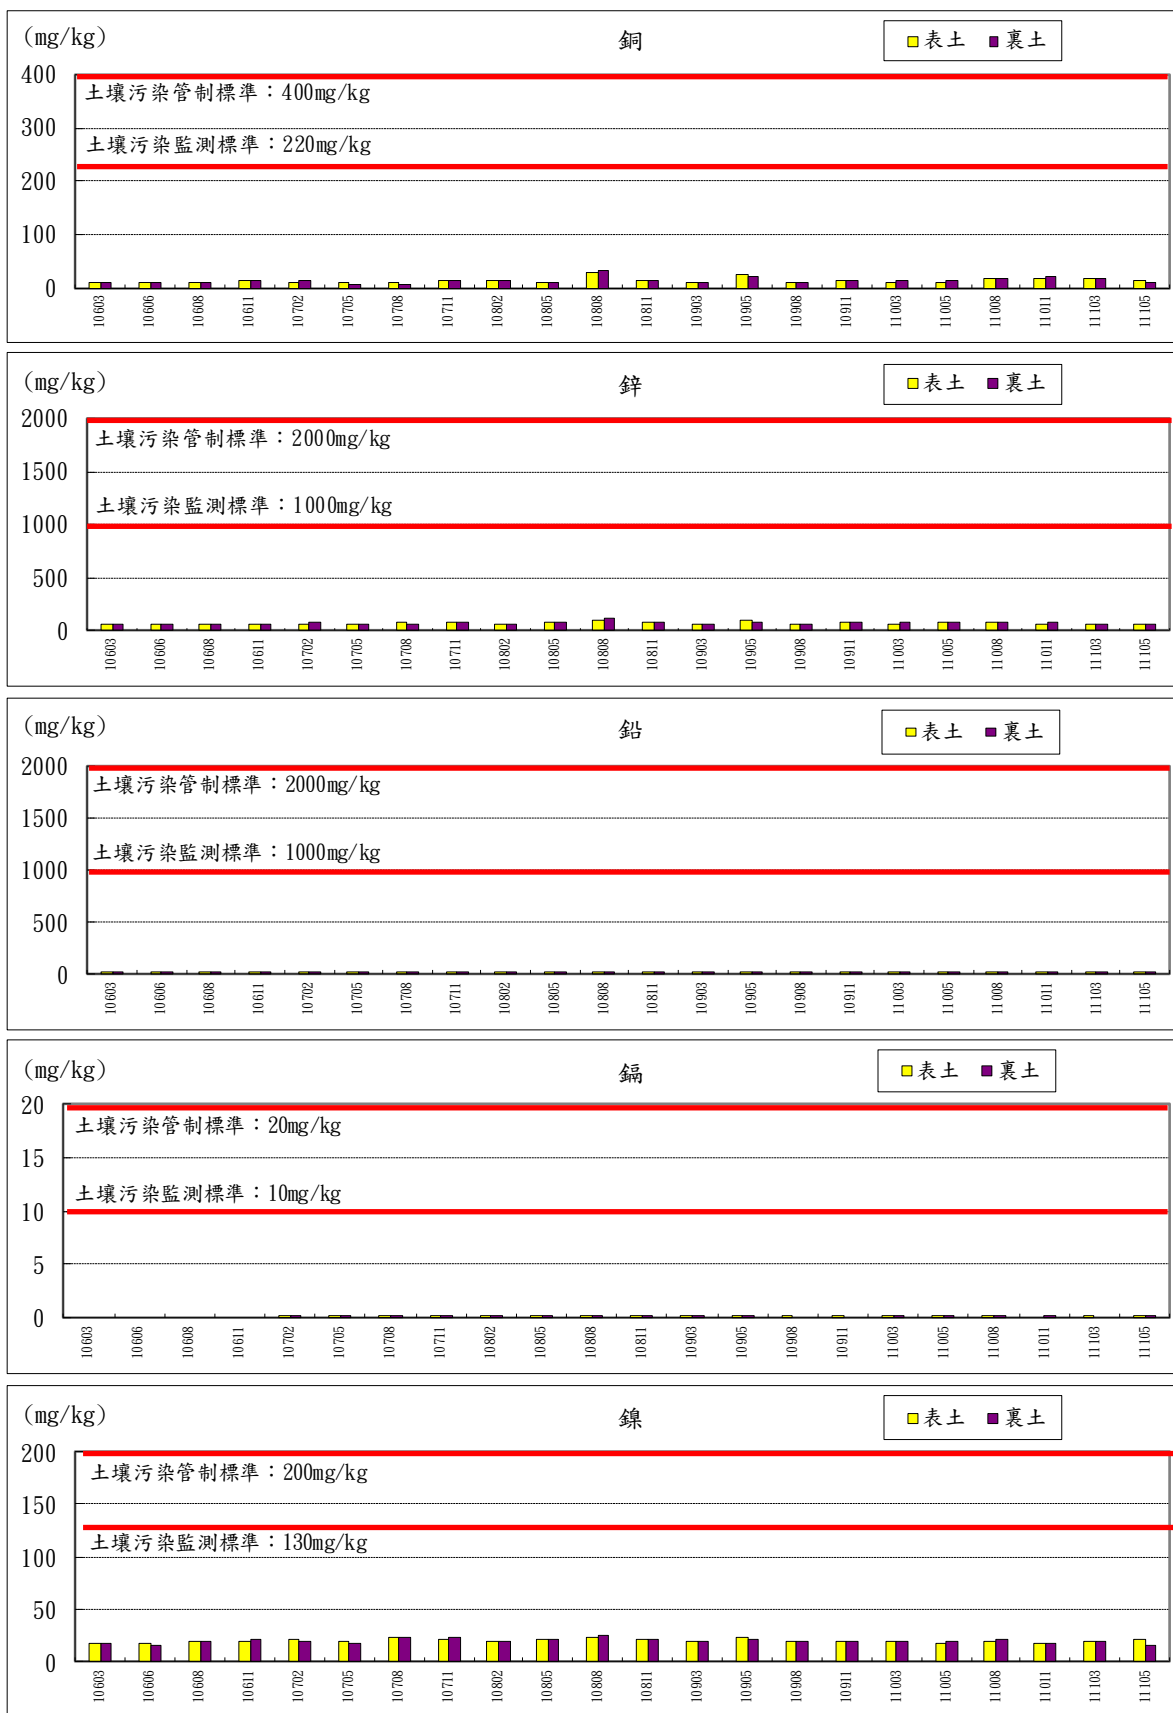 (mg/kg)
銅
表土 裏土
400
土壤污染管制標準：400mg/kg
300
土壤污染監測標準：220mg/kg
200
100
0
10603 10606 10608 10611 10702 10705 10708 10711 10802 10805 10808 10811 10903 10905 10908 10911 11003 11005 11008 11011 11103 11105
(mg/kg)
鋅
表土 裏土
2000
土壤污染管制標準：2000mg/kg
1500
土壤污染監測標準：1000mg/kg
1000
500
0
10603 10606 10608 10611 10702 10705 10708 10711 10802 10805 10808 10811 10903 10905 10908 10911 11003 11005 11008 11011 11103 11105
(mg/kg)
鉛
表土 裏土
2000
土壤污染管制標準：2000mg/kg
1500
土壤污染監測標準：1000mg/kg
1000
500
0
10603 10606 10608 10611 10702 10705 10708 10711 10802 10805 10808 10811 10903 10905 10908 10911 11003 11005 11008 11011 11103 11105
(mg/kg)
鎘
表土 裏土
20
土壤污染管制標準：20mg/kg
15
土壤污染監測標準：10mg/kg
10
5
0
10603 10606 10608 10611 10702 10705 10708 10711 10802 10805 10808 10811 10903 10905 10908 10911 11003 11005 11008 11011 11103 11105
(mg/kg)
鎳
表土 裏土
200
土壤污染管制標準：200mg/kg
150
土壤污染監測標準：130mg/kg
100
50
0
10603 10606 10608 10611 10702 10705 10708 10711 10802 10805 10808 10811 10903 10905 10908 10911 11003 11005 11008 11011 11103 11105